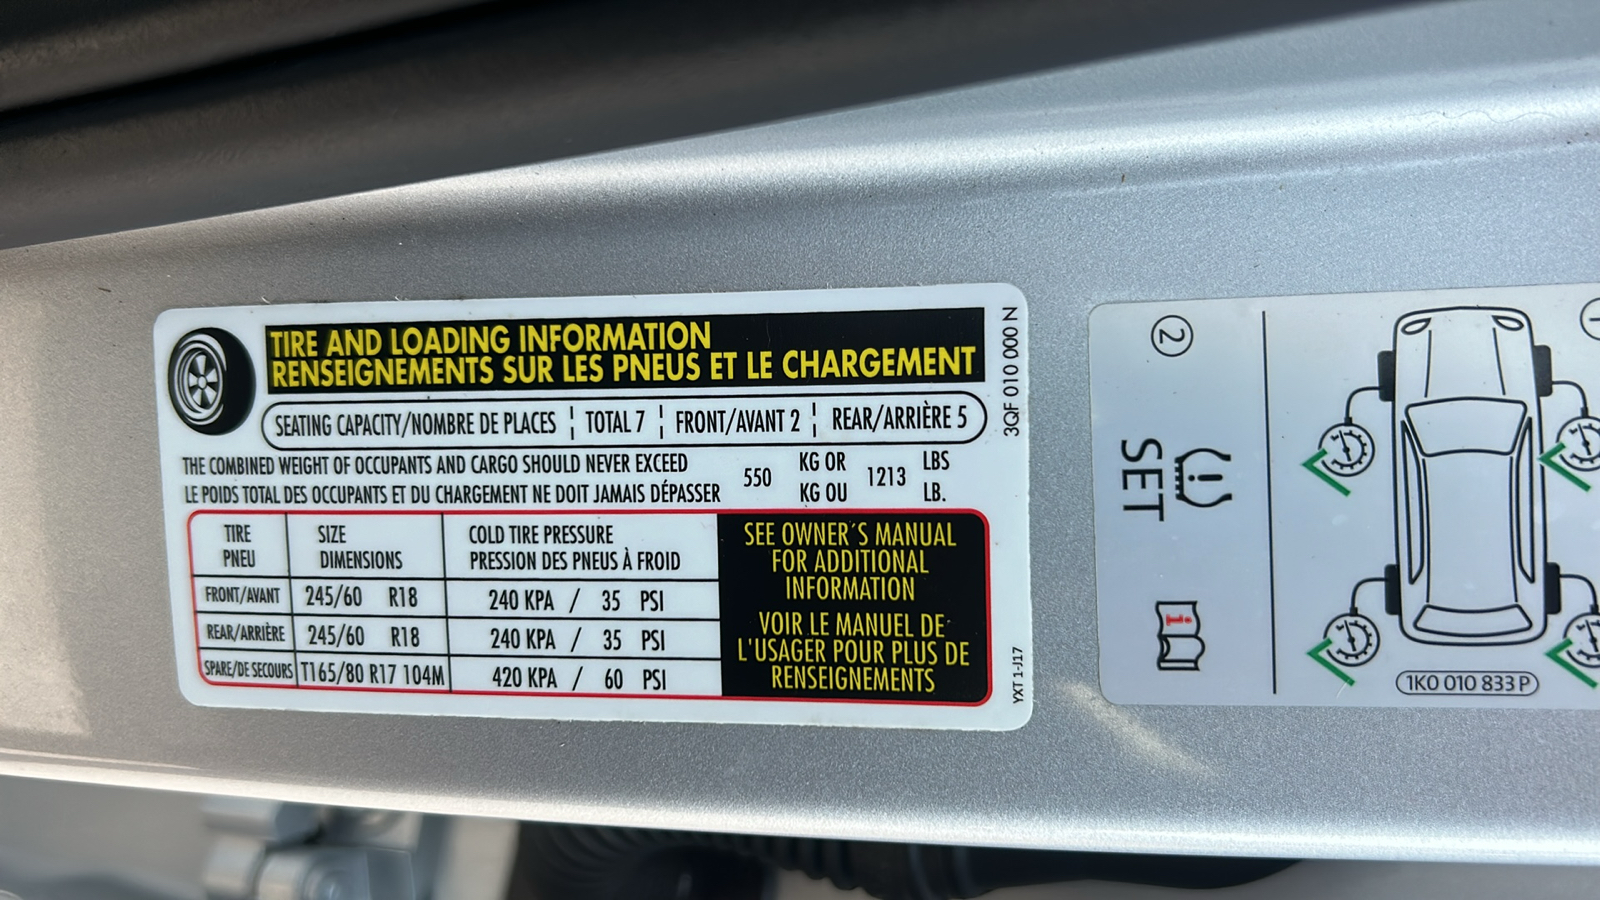 TIRE AND LOADING INFORMATION
RENSEIGNEMENTS SUR LES PNEUS ET LE CHARGEMENT
SEATING CAPACITY/NOMBRE DE PLACES ¦ TOTAL 7 ¦ FRONT/AVANT 2 ¦ REAR/ARRIÈRE 5
THE COMBINED WEIGHT OF OCCUPANTS AND CARGO SHOULD NEVER EXCEED
LE POIDS TOTAL DES OCCUPANTS ET DU CHARGEMENT NE DOIT JAMAIS DÉPASSER
550
KG OR
KG OU
1213
LBS
LB.
TIRE
PNEU
SIZE
DIMENSIONS
COLD TIRE PRESSURE
PRESSION DES PNEUS À FROID
FRONT/AVANT 245/60 R18 240 KPA / 35 PSI
REAR/ARRIÈRE 245/60 R18 240 KPA / 35 PSI
SPARE/DE SECOURS T165/80 R17 104M 420 KPA / 60 PSI
SEE OWNER´S MANUAL
FOR ADDITIONAL
INFORMATION
VOIR LE MANUEL DE
L'USAGER POUR PLUS DE
RENSEIGNEMENTS
3QF 010 000 N
YXT 1-J17
2
SET
i
1
1K0 010 833 P